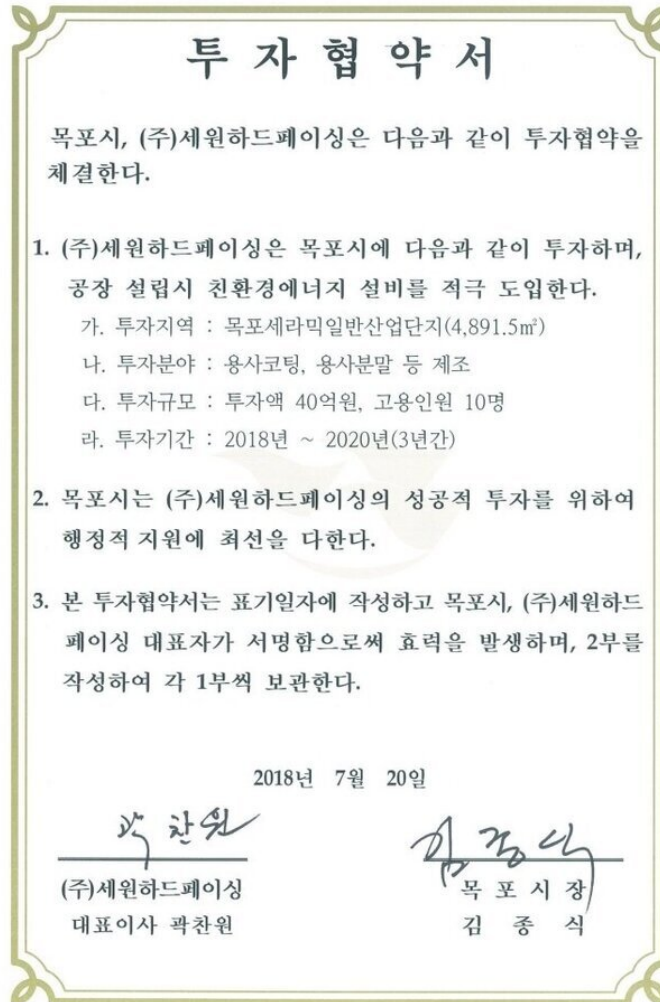 투 자 협 약 서
목포시, (주)세원하드페이싱은 다음과 같이 투자협약을
체결한다.
1. (주)세원하드페이싱은 목포시에 다음과 같이 투자하며,
공장 설립시 친환경에너지 설비를 적극 도입한다.
가. 투자지역 : 목포세라믹일반산업단지(4,891.5㎡)
나. 투자분야 : 용사코팅, 용사분말 등 제조
다. 투자규모 : 투자액 40억원, 고용인원 10명
라. 투자기간 : 2018년 ~ 2020년(3년간)
2. 목포시는 (주)세원하드페이싱의 성공적 투자를 위하여
행정적 지원에 최선을 다한다.
3. 본 투자협약서는 표기일자에 작성하고 목포시, (주)세원하드
페이싱 대표자가 서명함으로써 효력을 발생하며, 2부를
작성하여 각 1부씩 보관한다.
2018년 7월 20일
곽찬원 김종식
(주)세원하드페이싱 목 포 시 장
대표이사 곽찬원 김 종 식